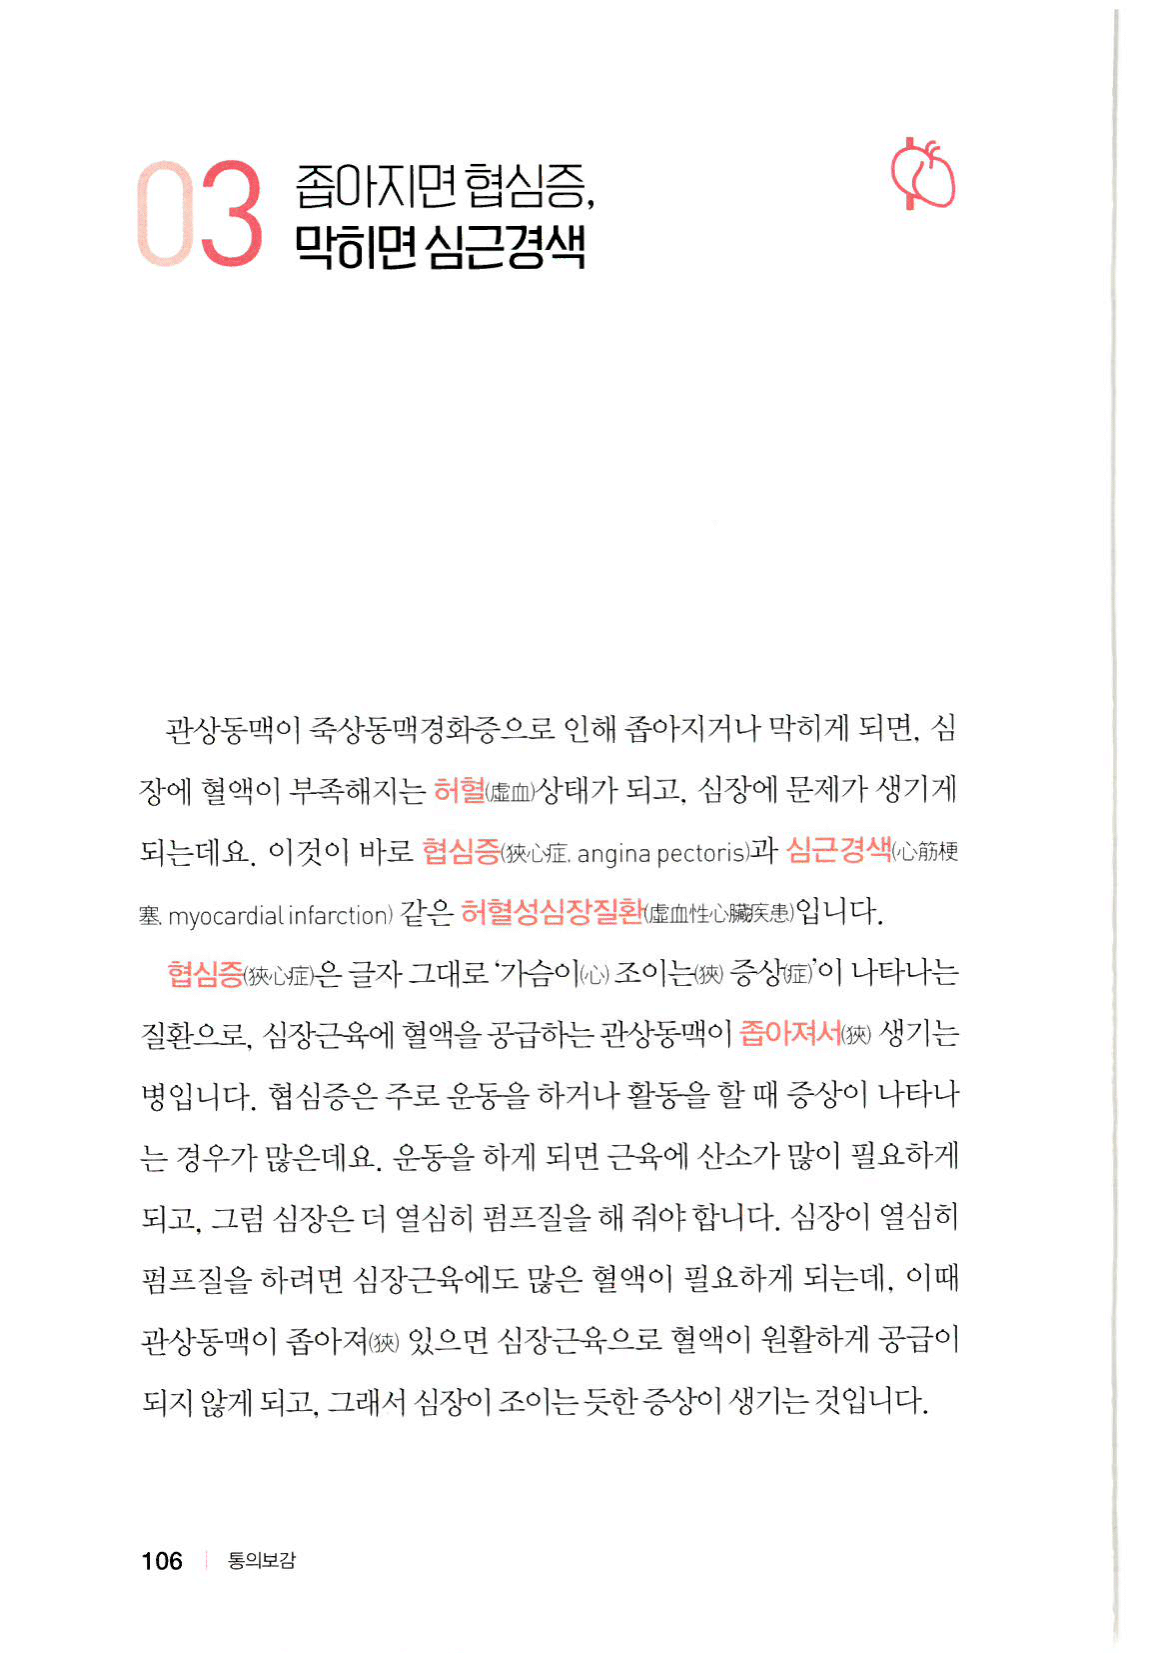 03
좁아지면 협심증,
막히면 심근경색
관상동맥이 죽상동맥경화증으로 인해 좁아지거나 막히게 되면, 심
장에 혈액이 부족해지는 허혈(虛血)상태가 되고, 심장에 문제가 생기게
되는데요. 이것이 바로 협심증(狹心症, angina pectoris)과 심근경색(心筋梗
塞, myocardial infarction) 같은 허혈성심장질환(虛血性心臟疾患)입니다.
협심증(狹心症)은 글자 그대로 ‘가슴이(心) 조이는(狹) 증상(症)’이 나타나는
질환으로, 심장근육에 혈액을 공급하는 관상동맥이 좁아져서(狹) 생기는
병입니다. 협심증은 주로 운동을 하거나 활동을 할 때 증상이 나타나
는 경우가 많은데요. 운동을 하게 되면 근육에 산소가 많이 필요하게
되고, 그럼 심장은 더 열심히 펌프질을 해 줘야 합니다. 심장이 열심히
펌프질을 하려면 심장근육에도 많은 혈액이 필요하게 되는데, 이때
관상동맥이 좁아져(狹) 있으면 심장근육으로 혈액이 원활하게 공급이
되지 않게 되고, 그래서 심장이 조이는 듯한 증상이 생기는 것입니다.
106 | 통의보감